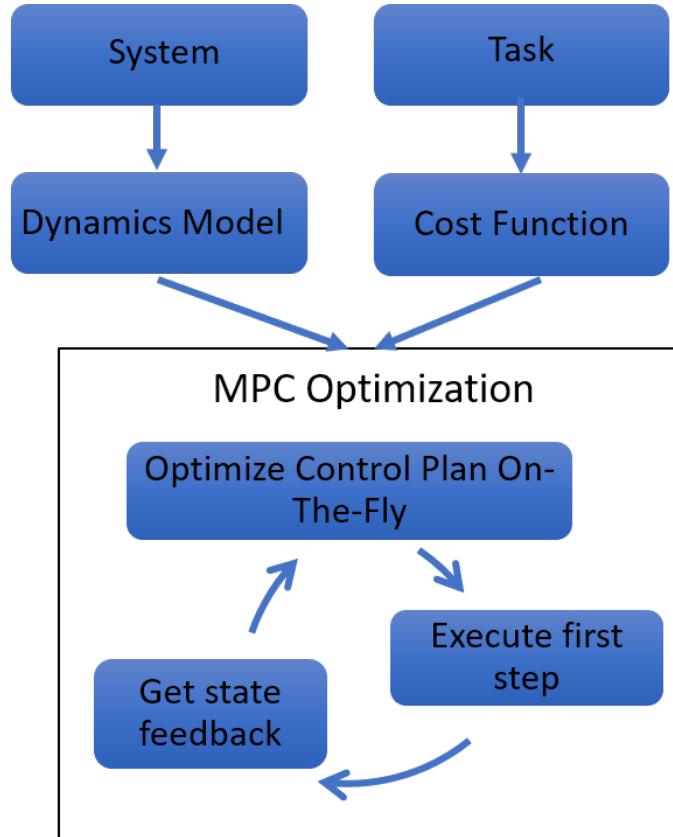 System
Task
Dynamics Model
Cost Function
MPC Optimization
Optimize Control Plan On-
The-Fly
Execute first
step
Get state
feedback